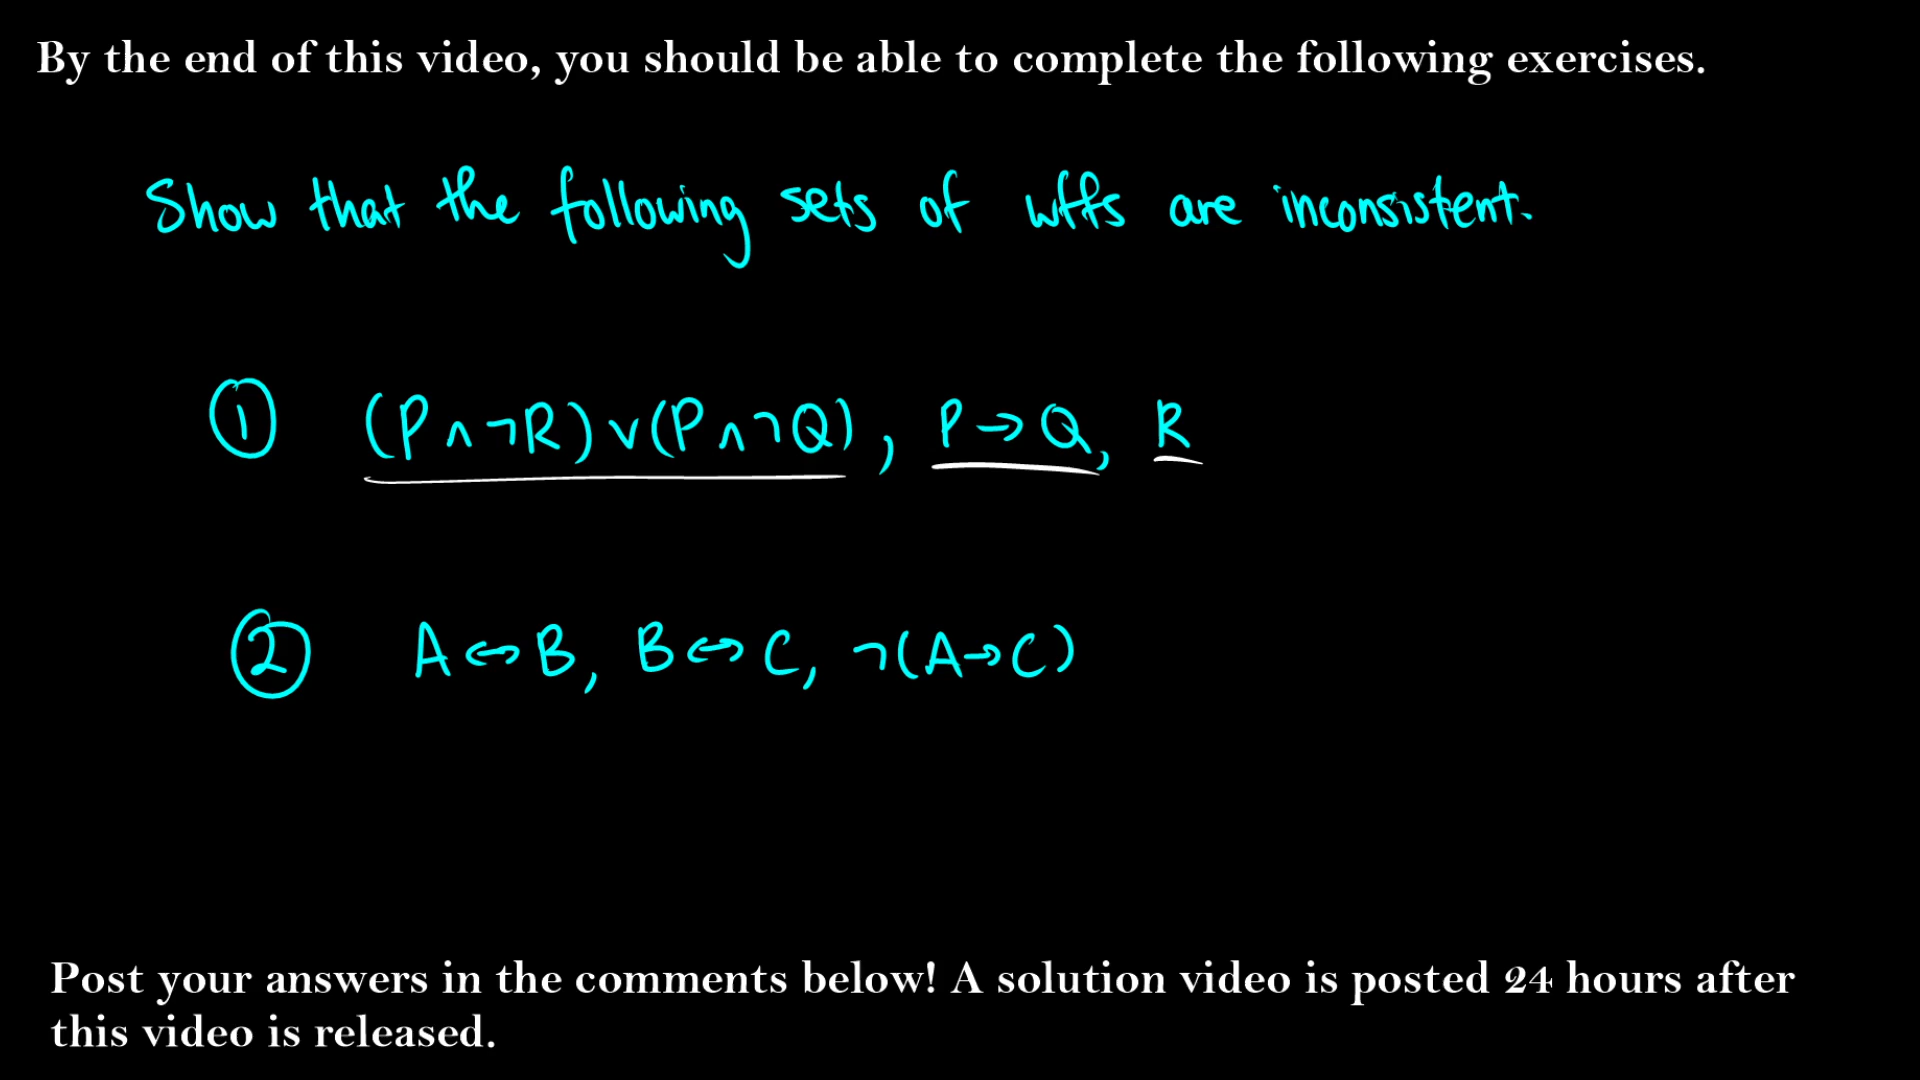 By the end of this video, you should be able to complete the following exercises.
Show that the following sets of wffs are inconsistent.
① (P∧¬R)∨(P∧¬Q), P→Q, R
② A↔B, B↔C, ¬(A→C)
Post your answers in the comments below! A solution video is posted 24 hours after
this video is released.